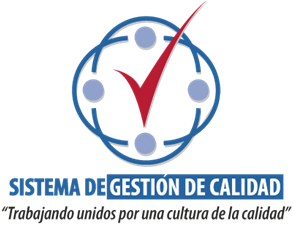 SISTEMA DE GESTIÓN DE CALIDAD
“Trabajando unidos por una cultura de la calidad”